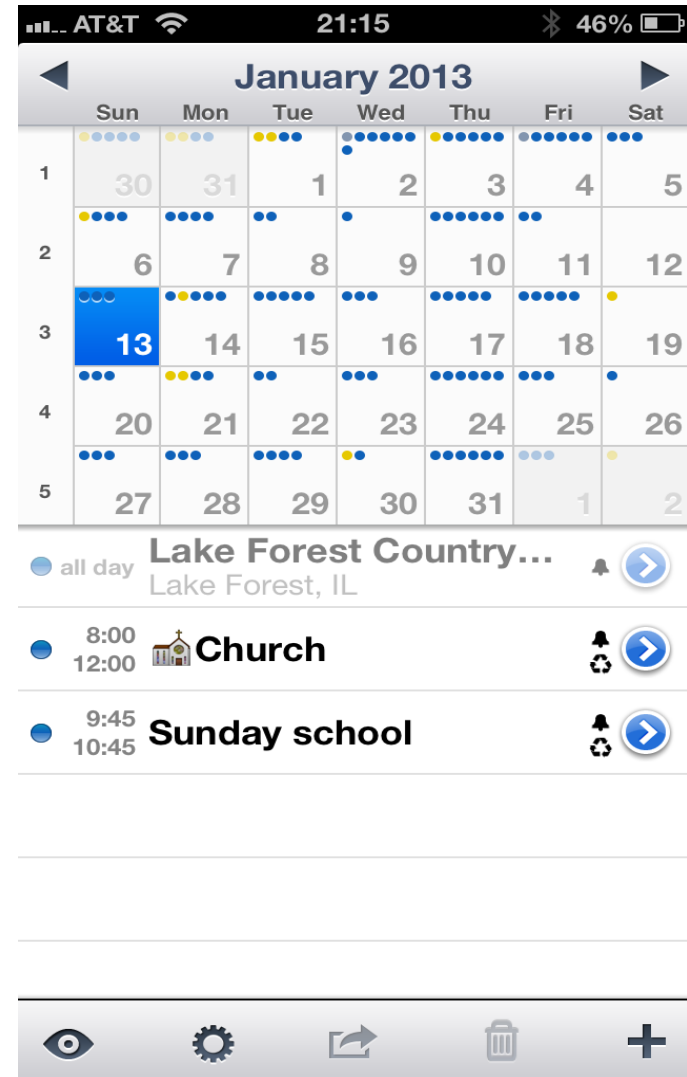 AT&T 21:15 46%
January 2013
Sun Mon Tue Wed Thu Fri Sat
1 30 31 1 2 3 4 5
2 6 7 8 9 10 11 12
3 13 14 15 16 17 18 19
4 20 21 22 23 24 25 26
5 27 28 29 30 31 1 2
all day Lake Forest Country...
Lake Forest, IL
8:00 Church
12:00
9:45 Sunday school
10:45